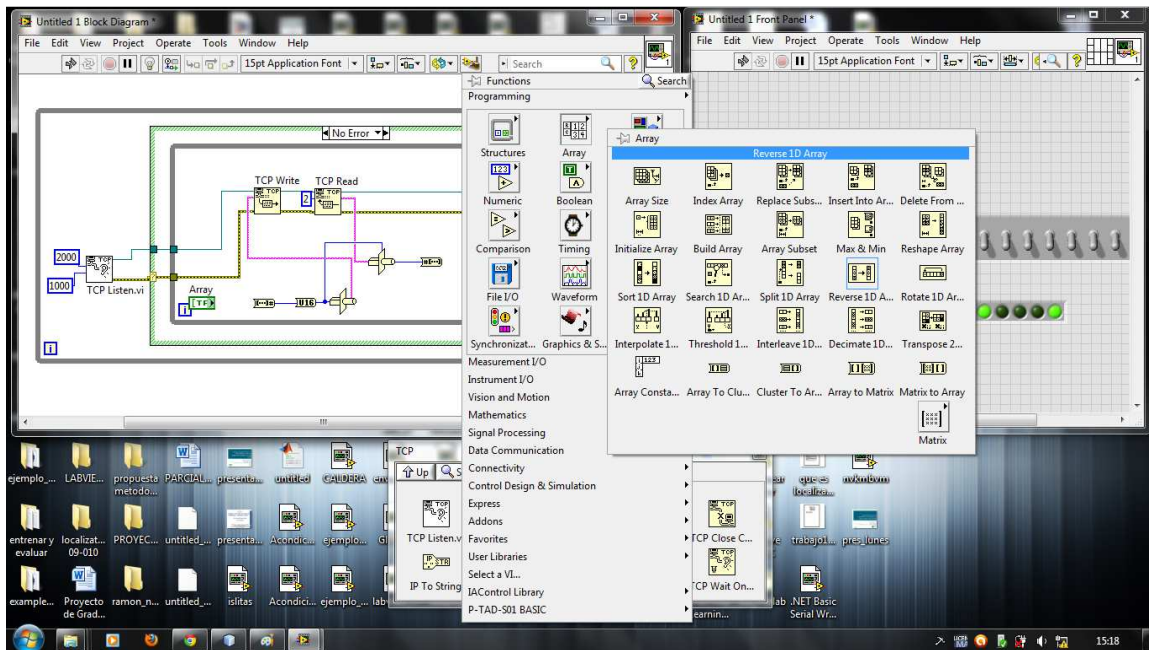 Untitled 1 Block Diagram *
File Edit View Project Operate Tools Window Help
15pt Application Font
Search
No Error
TCP Write TCP Read
2
2000
1000
TCP Listen.vi
Array
TF
i
U16
i
Functions
Search
Programming
Structures
Array
Numeric
Boolean
Comparison
Timing
File I/O
Waveform
Synchronizat...
Graphics & S...
Measurement I/O
Instrument I/O
Vision and Motion
Mathematics
Signal Processing
Data Communication
Connectivity
Control Design & Simulation
Express
Addons
Favorites
User Libraries
Select a VI...
IAControl Library
P-TAD-S01 BASIC
Untitled 1 Front Panel *
File Edit View Project Operate Tools Window Help
15pt Application Font
Array
Reverse 1D Array
Array Size Index Array Replace Subs... Insert Into Ar... Delete From ...
Initialize Array Build Array Array Subset Max & Min Reshape Array
Sort 1D Array Search 1D Ar... Split 1D Array Reverse 1D A... Rotate 1D Ar...
Interpolate 1... Threshold 1... Interleave 1D... Decimate 1D... Transpose 2...
Array Consta... Array To Clu... Cluster To Ar... Array to Matrix Matrix to Array
Matrix
TCP
Up
TCP Listen.v
IP To String
TCP Close C...
TCP Wait On...
ejemplo_... LABVIE... propuesta metodo... PARCIAL... presenta... untitled CALDERA
que es localiza...
nvkmbvm
entrenar y evaluar
localizat... 09-010
PROYEC... untitled_... presenta... Acondic... ejemplo...
trabajo1... pres_lunes
example... Proyecto de Grad... ramon_n... untitled_... islitas Acondici... ejemplo_... lab
earnin...
.NET Basic Serial Wr...
15:18